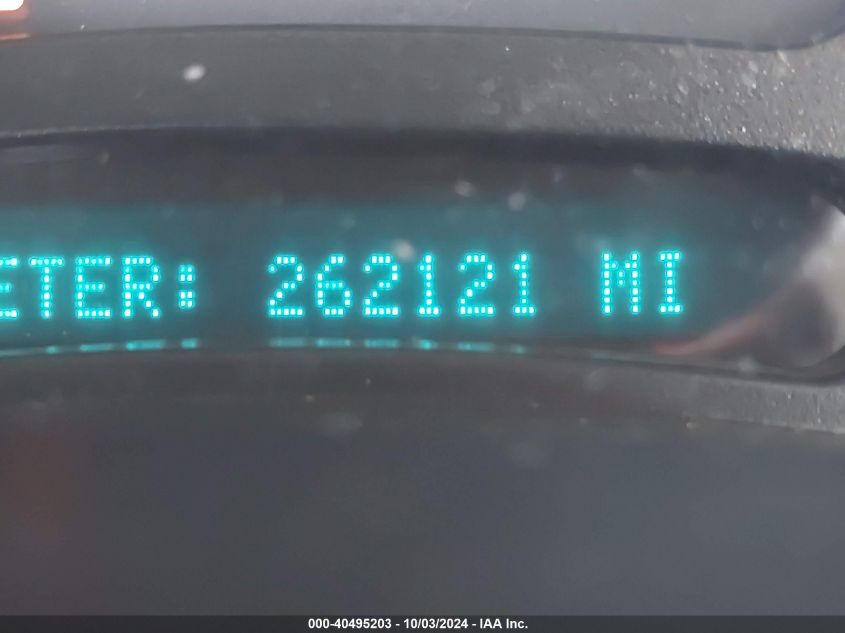 ETER: 262121 MI
000-40495203 - 10/03/2024 - IAA Inc.